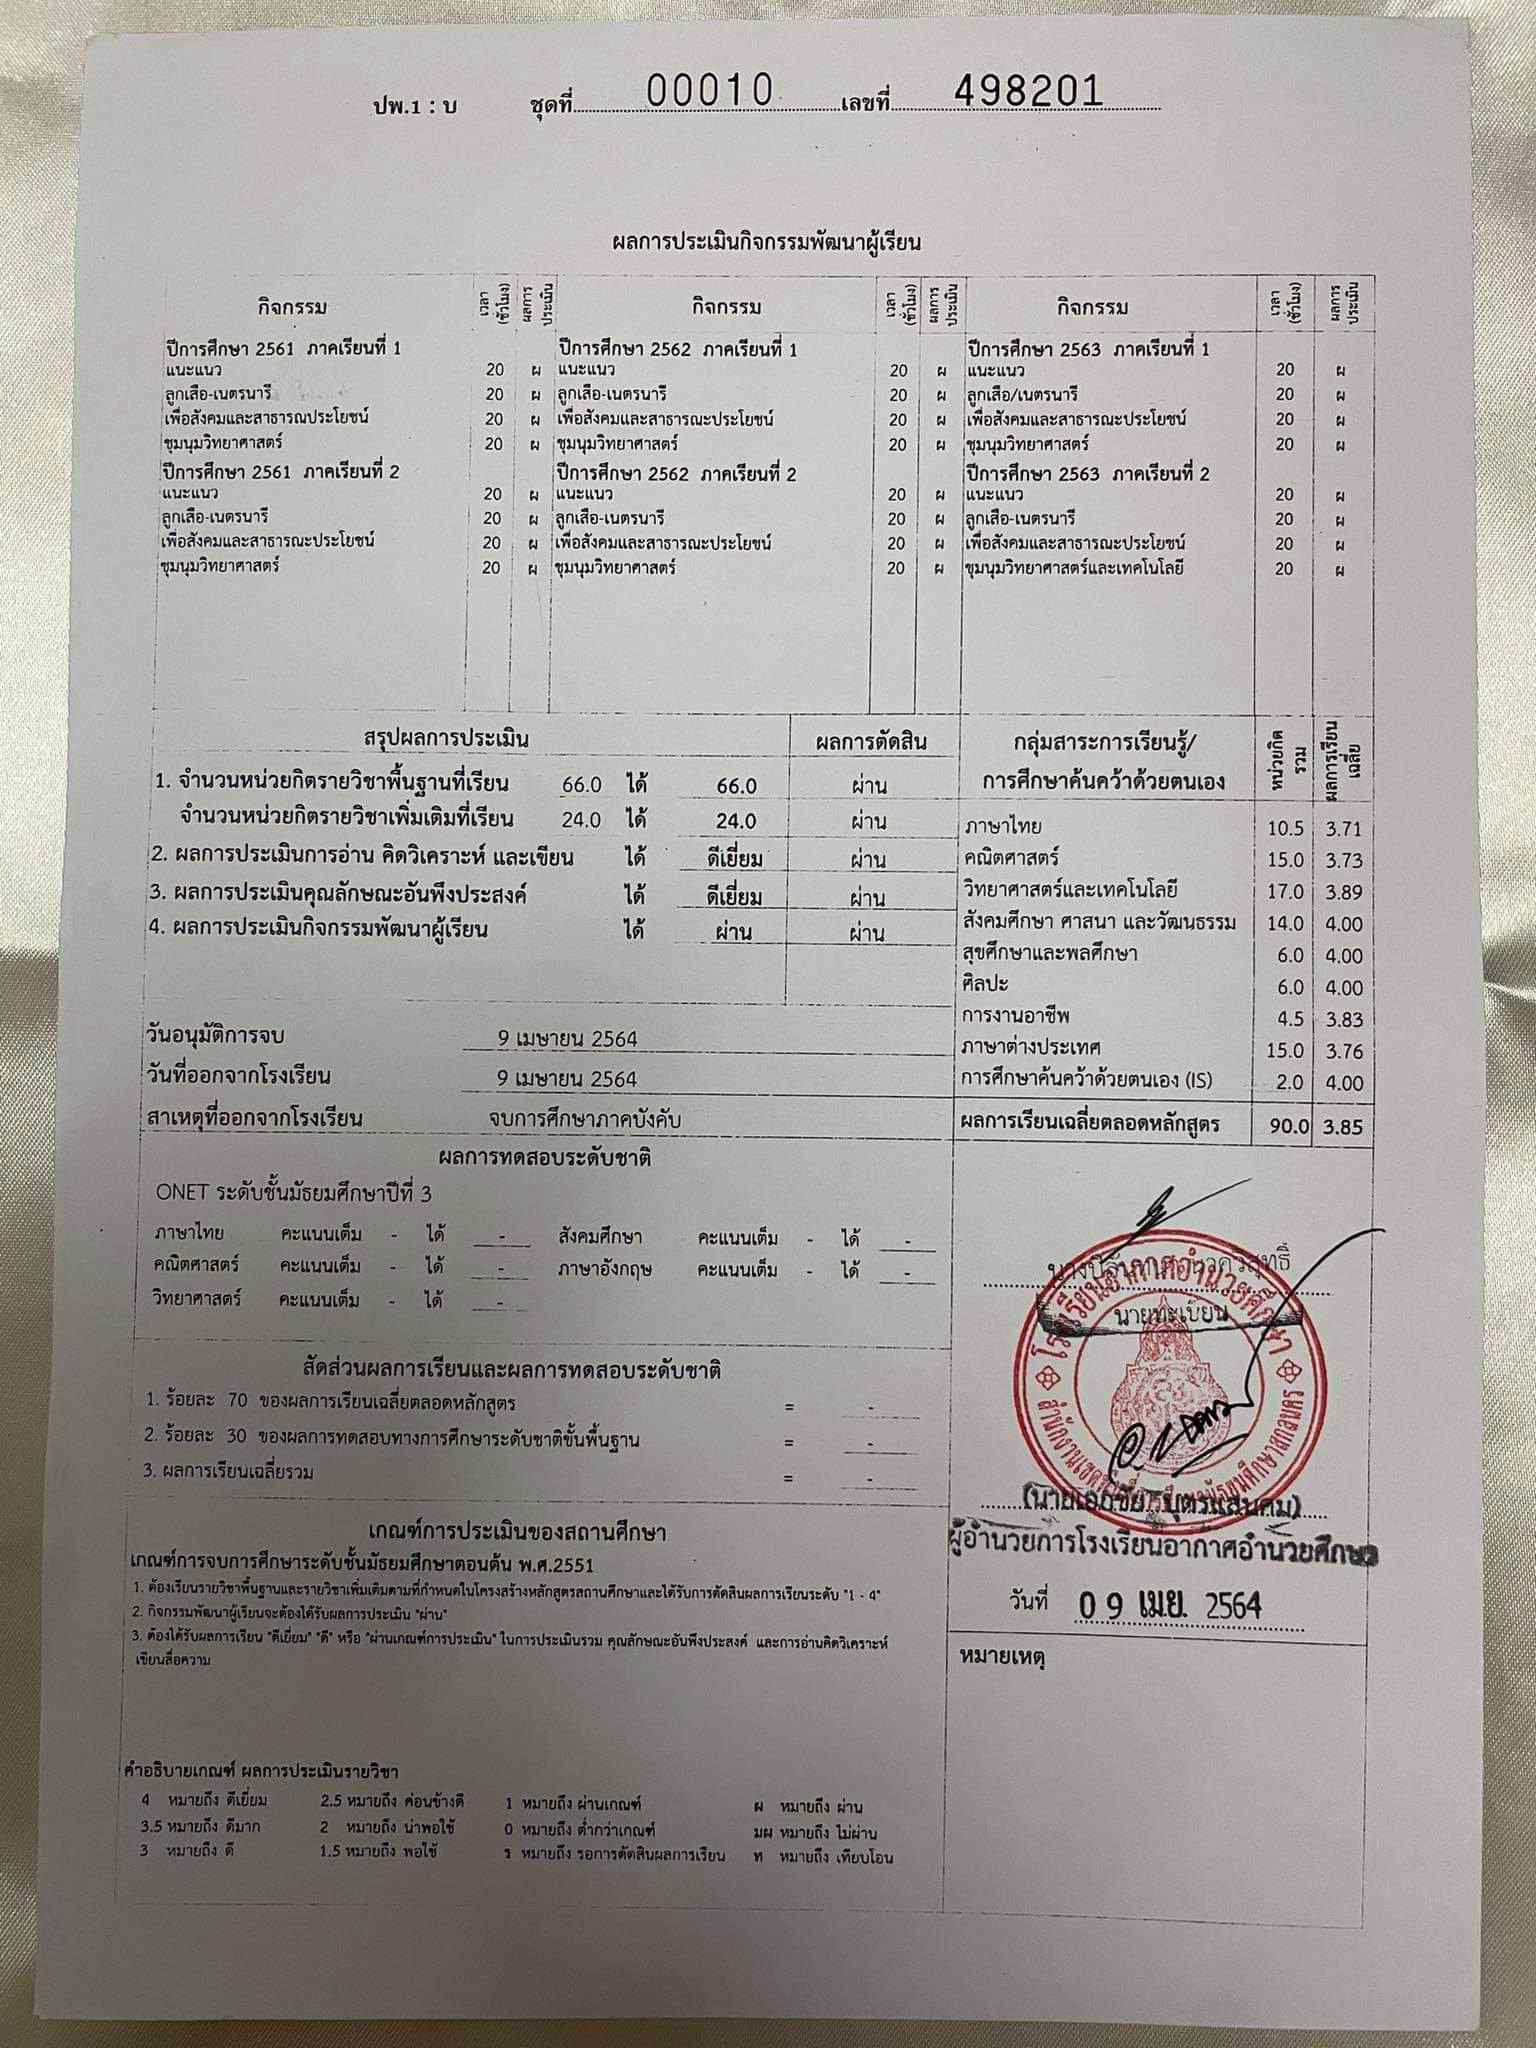 ปพ.1 : บ ชุดที่ 00010 เลขที่ 498201
ผลการประเมินกิจกรรมพัฒนาผู้เรียน
กิจกรรม เวลา (ชั่วโมง) ผลการประเมิน กิจกรรม เวลา (ชั่วโมง) ผลการประเมิน กิจกรรม เวลา (ชั่วโมง) ผลการประเมิน
ปีการศึกษา 2561 ภาคเรียนที่ 1 ปีการศึกษา 2562 ภาคเรียนที่ 1 ปีการศึกษา 2563 ภาคเรียนที่ 1
แนะแนว 20 ผ แนะแนว 20 ผ แนะแนว 20 ผ
ลูกเสือ-เนตรนารี 20 ผ ลูกเสือ-เนตรนารี 20 ผ ลูกเสือ/เนตรนารี 20 ผ
เพื่อสังคมและสาธารณประโยชน์ 20 ผ เพื่อสังคมและสาธารณะประโยชน์ 20 ผ เพื่อสังคมและสาธารณะประโยชน์ 20 ผ
ชุมนุมวิทยาศาสตร์ 20 ผ ชุมนุมวิทยาศาสตร์ 20 ผ ชุมนุมวิทยาศาสตร์ 20 ผ
ปีการศึกษา 2561 ภาคเรียนที่ 2 ปีการศึกษา 2562 ภาคเรียนที่ 2 ปีการศึกษา 2563 ภาคเรียนที่ 2
แนะแนว 20 ผ แนะแนว 20 ผ แนะแนว 20 ผ
ลูกเสือ-เนตรนารี 20 ผ ลูกเสือ-เนตรนารี 20 ผ ลูกเสือ-เนตรนารี 20 ผ
เพื่อสังคมและสาธารณะประโยชน์ 20 ผ เพื่อสังคมและสาธารณะประโยชน์ 20 ผ เพื่อสังคมและสาธารณะประโยชน์ 20 ผ
ชุมนุมวิทยาศาสตร์ 20 ผ ชุมนุมวิทยาศาสตร์ 20 ผ ชุมนุมวิทยาศาสตร์และเทคโนโลยี 20 ผ
สรุปผลการประเมิน ผลการตัดสิน
1. จำนวนหน่วยกิตรายวิชาพื้นฐานที่เรียน 66.0 ได้ 66.0 ผ่าน
จำนวนหน่วยกิตรายวิชาเพิ่มเติมที่เรียน 24.0 ได้ 24.0 ผ่าน
2. ผลการประเมินการอ่าน คิดวิเคราะห์ และเขียน ได้ ดีเยี่ยม ผ่าน
3. ผลการประเมินคุณลักษณะอันพึงประสงค์ ได้ ดีเยี่ยม ผ่าน
4. ผลการประเมินกิจกรรมพัฒนาผู้เรียน ได้ ผ่าน ผ่าน
วันอนุมัติการจบ 9 เมษายน 2564
วันที่ออกจากโรงเรียน 9 เมษายน 2564
สาเหตุที่ออกจากโรงเรียน จบการศึกษาภาคบังคับ
กลุ่มสาระการเรียนรู้/ การศึกษาค้นคว้าด้วยตนเอง หน่วยกิตรวม ผลการเรียนเฉลี่ย
ภาษาไทย 10.5 3.71
คณิตศาสตร์ 15.0 3.73
วิทยาศาสตร์และเทคโนโลยี 17.0 3.89
สังคมศึกษา ศาสนา และวัฒนธรรม 14.0 4.00
สุขศึกษาและพลศึกษา 6.0 4.00
ศิลปะ 6.0 4.00
การงานอาชีพ 4.5 3.83
ภาษาต่างประเทศ 15.0 3.76
การศึกษาค้นคว้าด้วยตนเอง (IS) 2.0 4.00
ผลการเรียนเฉลี่ยตลอดหลักสูตร 90.0 3.85
ผลการทดสอบระดับชาติ
ONET ระดับชั้นมัธยมศึกษาปีที่ 3
ภาษาไทย คะแนนเต็ม - ได้ - สังคมศึกษา คะแนนเต็ม - ได้ -
คณิตศาสตร์ คะแนนเต็ม - ได้ - ภาษาอังกฤษ คะแนนเต็ม - ได้ -
วิทยาศาสตร์ คะแนนเต็ม - ได้ -
สัดส่วนผลการเรียนและผลการทดสอบระดับชาติ
1. ร้อยละ 70 ของผลการเรียนเฉลี่ยตลอดหลักสูตร = -
2. ร้อยละ 30 ของผลการทดสอบทางการศึกษาระดับชาติขั้นพื้นฐาน = -
3. ผลการเรียนเฉลี่ยรวม = -
เกณฑ์การประเมินของสถานศึกษา
เกณฑ์การจบการศึกษาระดับชั้นมัธยมศึกษาตอนต้น พ.ศ.2551
1. ต้องเรียนรายวิชาพื้นฐานและรายวิชาเพิ่มเติมตามที่กำหนดในโครงสร้างหลักสูตรสถานศึกษาและได้รับการตัดสินผลการเรียนระดับ "1 - 4"
2. กิจกรรมพัฒนาผู้เรียนจะต้องได้รับผลการประเมิน "ผ่าน"
3. ต้องได้รับผลการเรียน "ดีเยี่ยม" "ดี" หรือ "ผ่านเกณฑ์การประเมิน" ในการประเมินรวม คุณลักษณะอันพึงประสงค์ และการอ่านคิดวิเคราะห์
เขียนสื่อความ
คำอธิบายเกณฑ์ ผลการประเมินรายวิชา
4 หมายถึง ดีเยี่ยม 2.5 หมายถึง ค่อนข้างดี 1 หมายถึง ผ่านเกณฑ์ ผ หมายถึง ผ่าน
3.5 หมายถึง ดีมาก 2 หมายถึง น่าพอใช้ 0 หมายถึง ต่ำกว่าเกณฑ์ มผ หมายถึง ไม่ผ่าน
3 หมายถึง ดี 1.5 หมายถึง พอใช้ ร หมายถึง รอการตัดสินผลการเรียน ท หมายถึง เทียบโอน
โรงเรียนอากาศอำนวยศึกษา
นายทะเบียน
(นายเอกชัย บุตรแสนคม)
ผู้อำนวยการโรงเรียนอากาศอำนวยศึกษา
วันที่ 09 เม.ย. 2564
หมายเหตุ